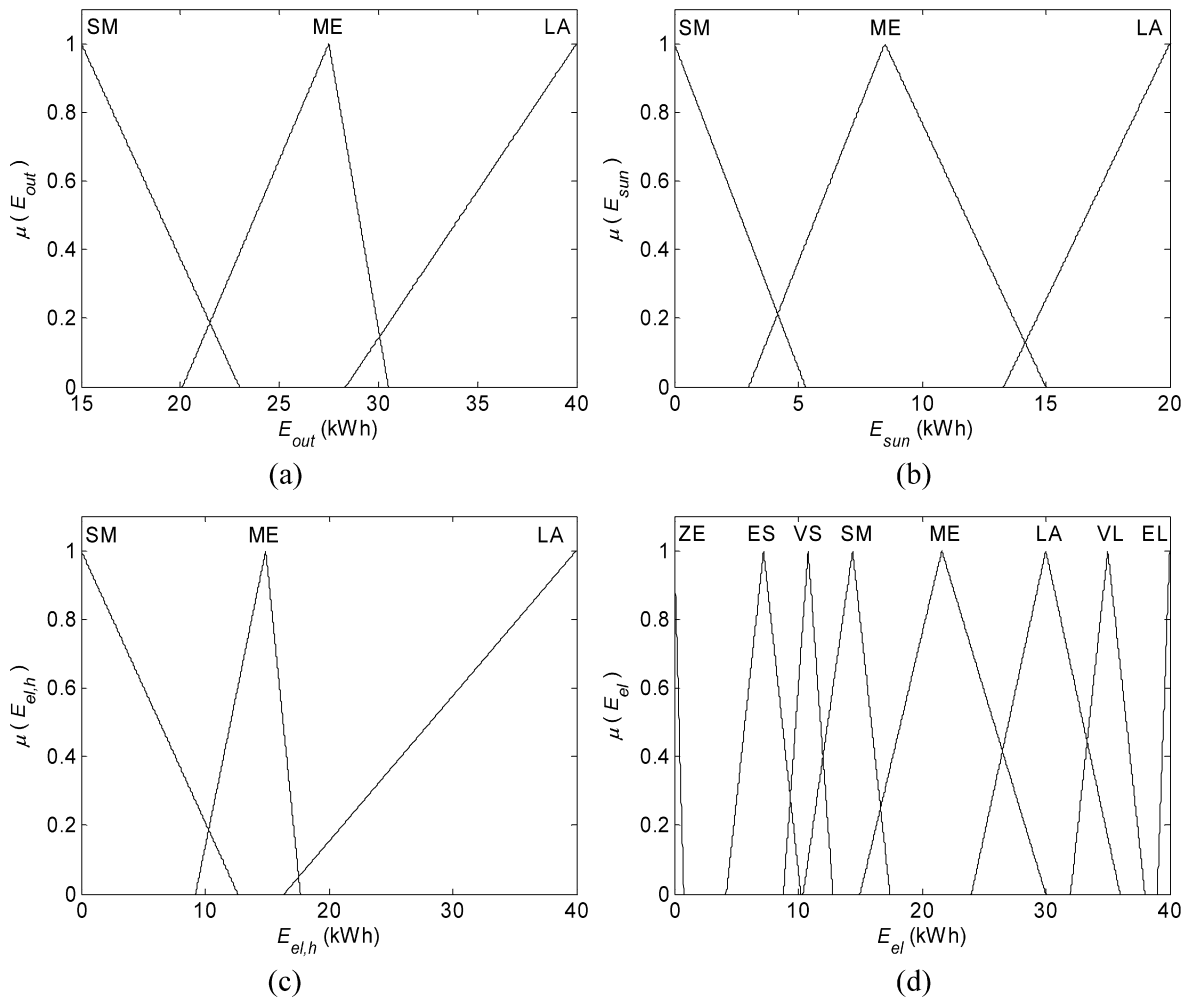 SM ME LA
1
0.8
0.6
0.4
0.2
0
μ ( E_out )
15 20 25 30 35 40
E_out (kWh)
(a)
SM ME LA
1
0.8
0.6
0.4
0.2
0
μ ( E_sun )
0 5 10 15 20
E_sun (kWh)
(b)
SM ME LA
1
0.8
0.6
0.4
0.2
0
μ ( E_el,h )
0 10 20 30 40
E_el,h (kWh)
(c)
ZE ES VS SM ME LA VL EL
1
0.8
0.6
0.4
0.2
0
μ ( E_el )
0 10 20 30 40
E_el (kWh)
(d)